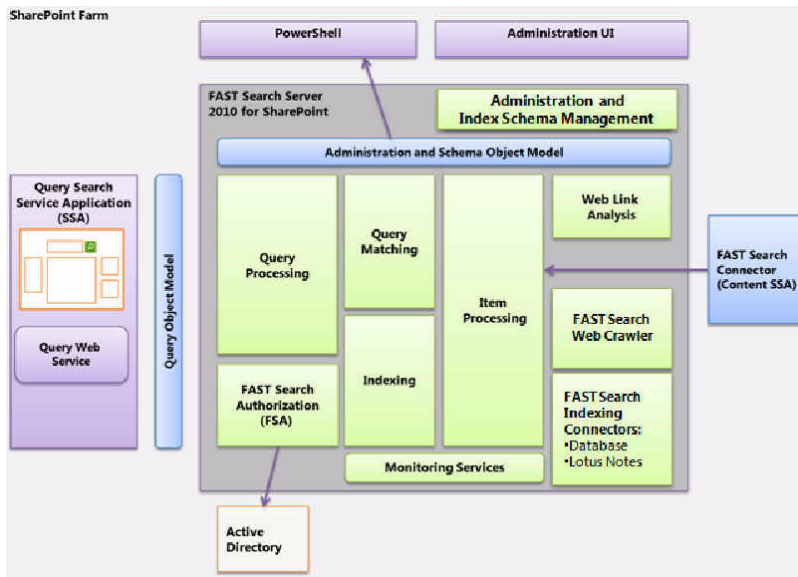 SharePoint Farm
PowerShell
Administration UI
FAST Search Server
2010 for SharePoint
Administration and
Index Schema Management
Administration and Schema Object Model
Query Search
Service Application
(SSA)
Query Web
Service
Query Object Model
Query
Processing
Query
Matching
Item
Processing
Web Link
Analysis
FAST Search
Connector
(Content SSA)
FAST Search
Web Crawler
FAST Search
Authorization
(FSA)
Indexing
FAST Search
Indexing
Connectors:
•Database
•Lotus Notes
Monitoring Services
Active
Directory